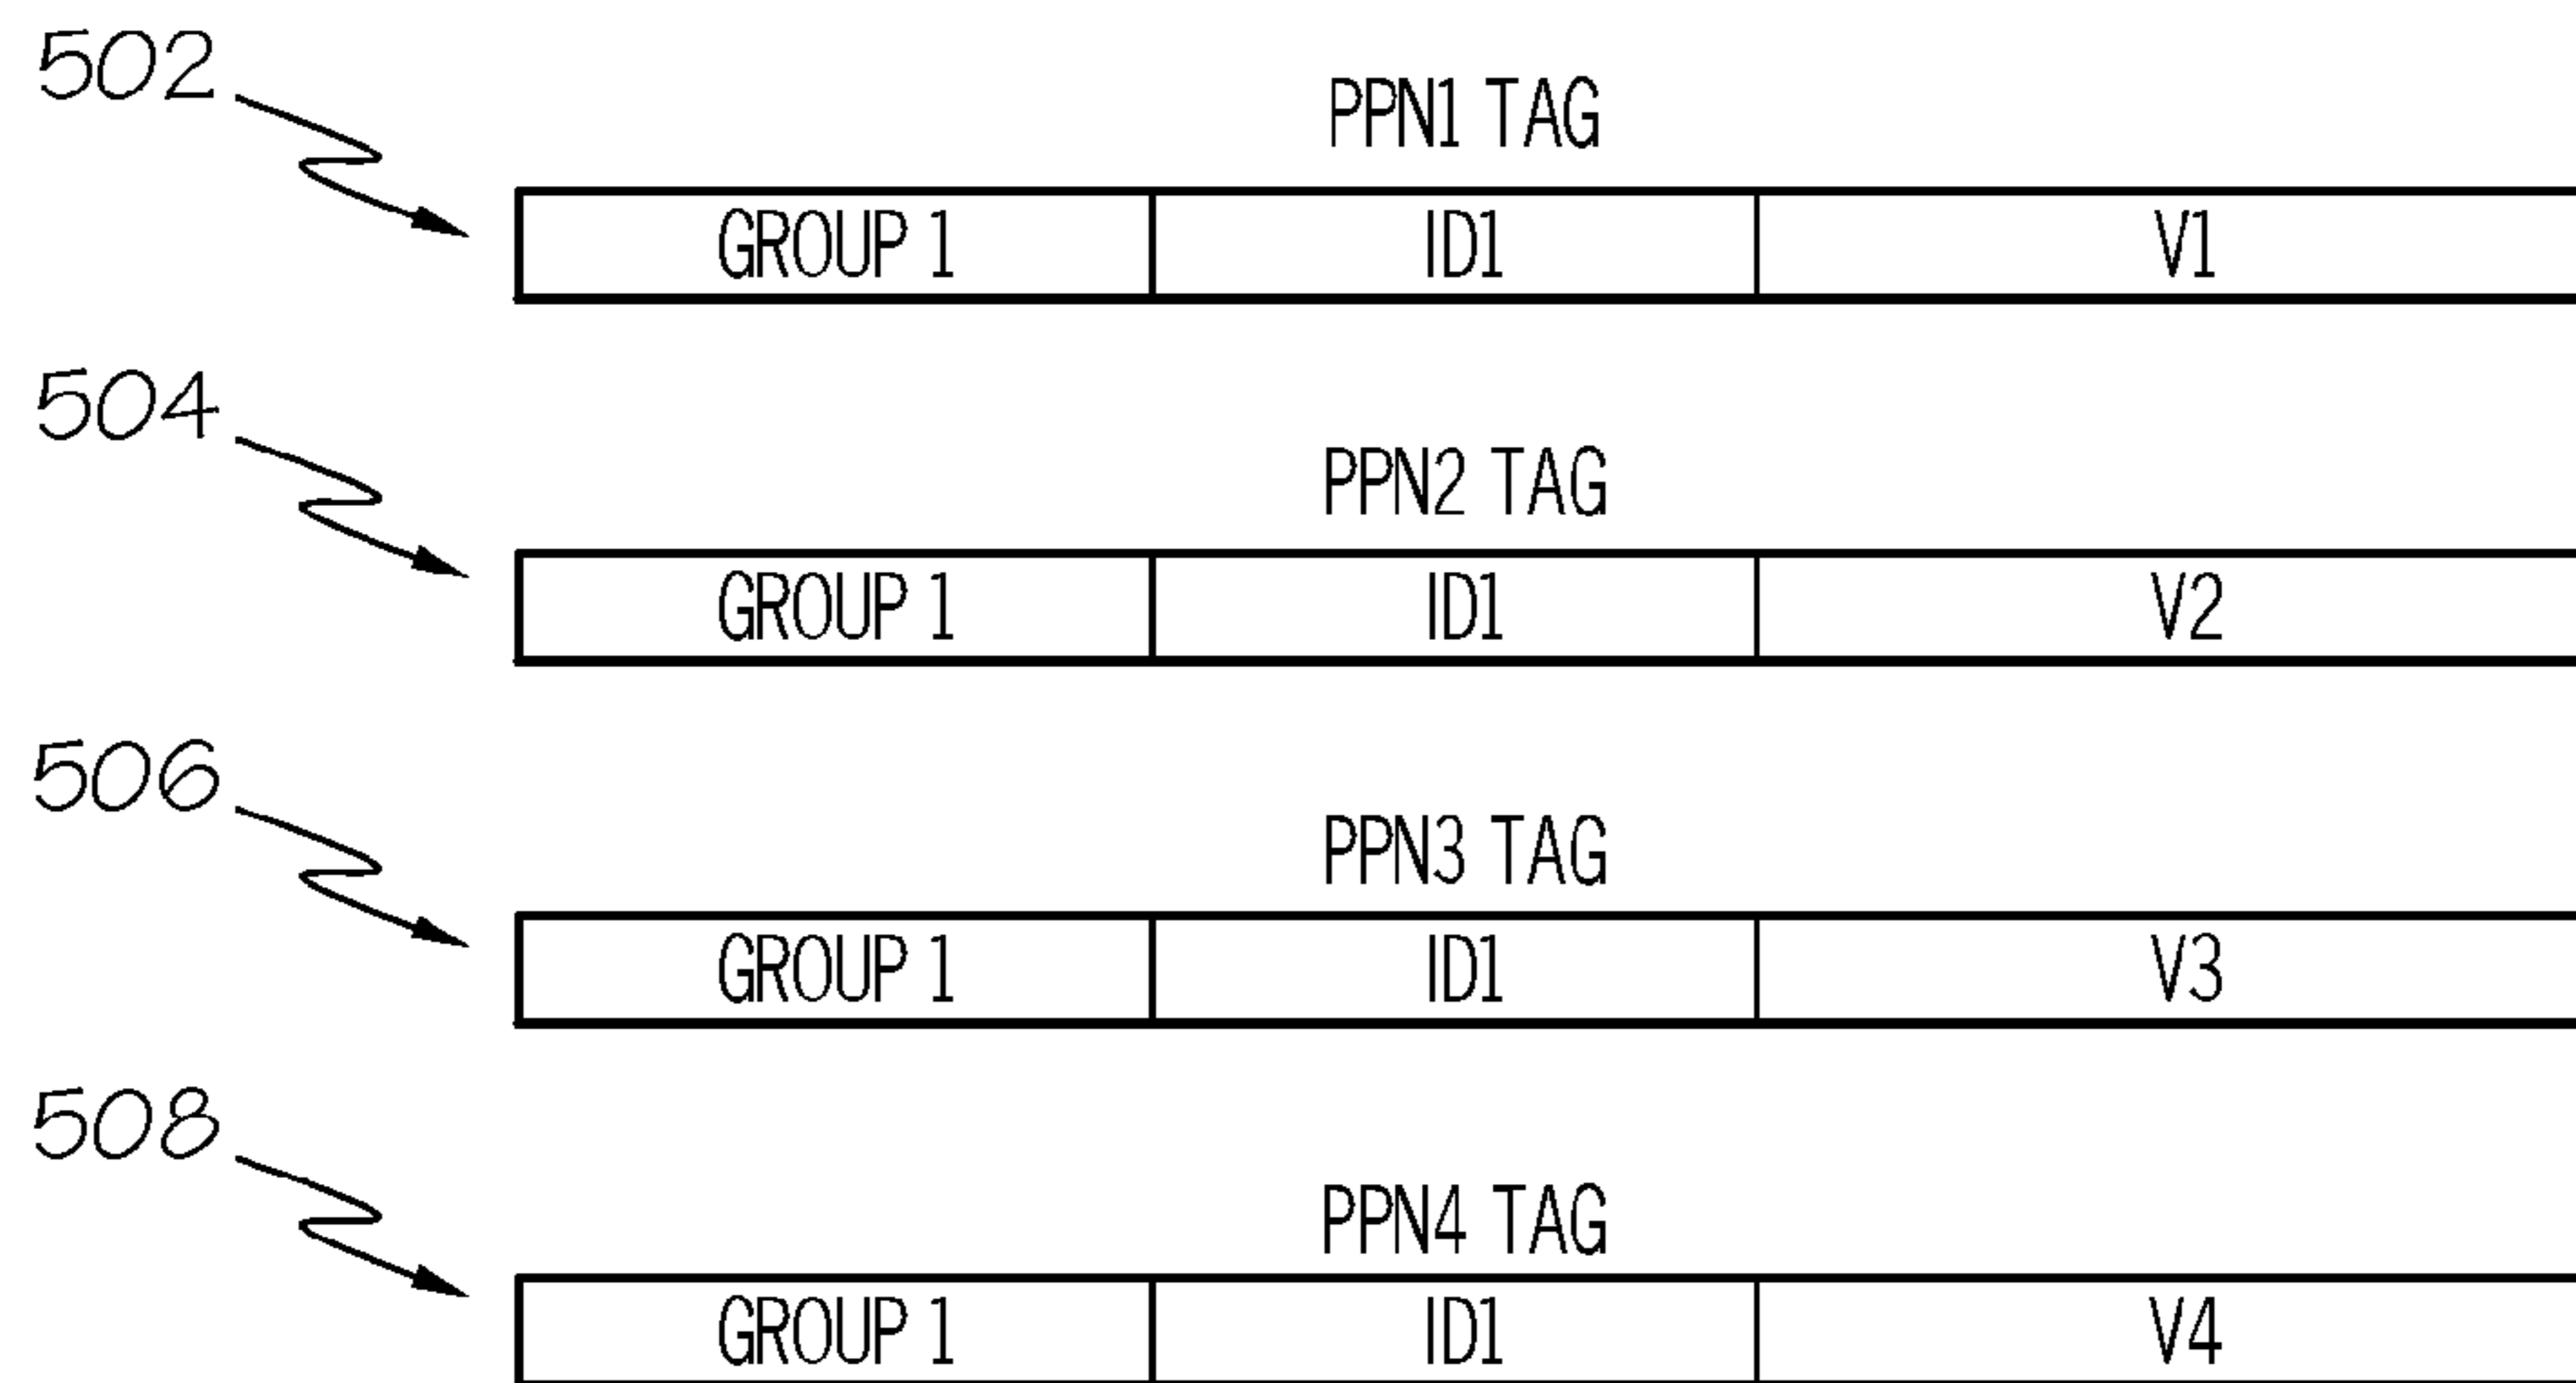 502
PPN1 TAG
GROUP 1 ID1 V1
504
PPN2 TAG
GROUP 1 ID1 V2
506
PPN3 TAG
GROUP 1 ID1 V3
508
PPN4 TAG
GROUP 1 ID1 V4